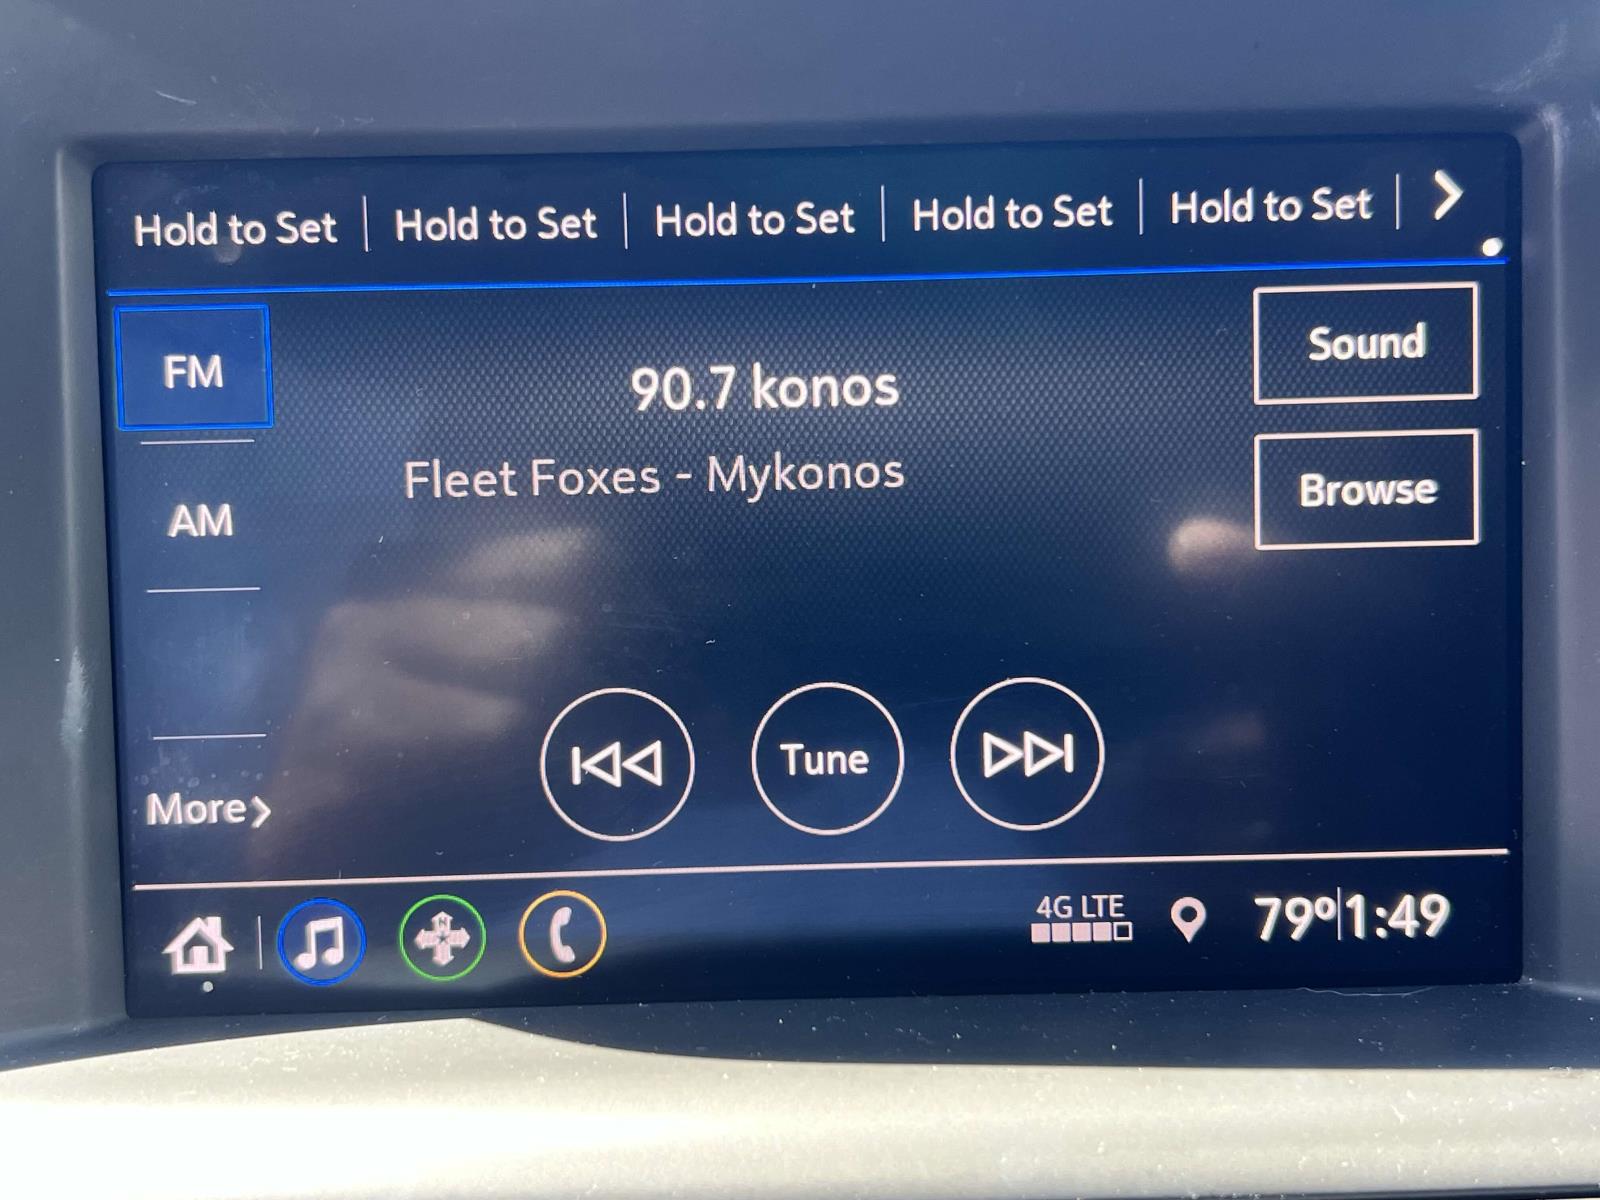 Hold to Set Hold to Set Hold to Set Hold to Set Hold to Set
FM
90.7 konos
Sound
Fleet Foxes - Mykonos
Browse
AM
Tune
More
N
4G LTE
79° 1:49